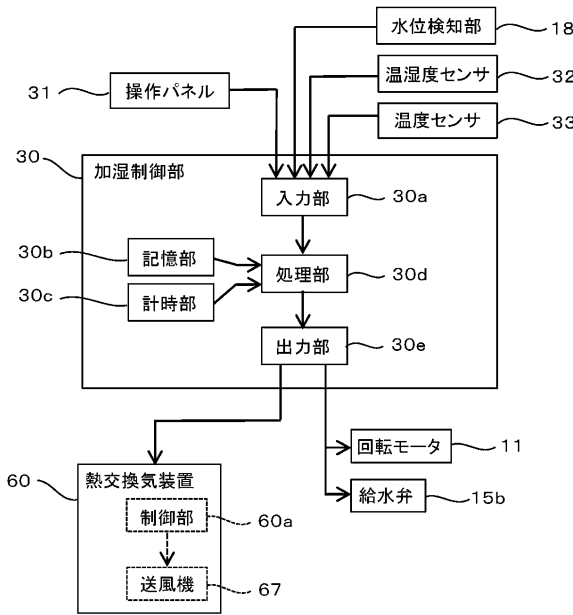 水位検知部
18
温湿度センサ
32
31
操作パネル
温度センサ
33
30
加湿制御部
入力部
30a
30b
記憶部
処理部
30d
30c
計時部
出力部
30e
回転モータ
11
60
熱交換気装置
給水弁
15b
制御部
60a
送風機
67